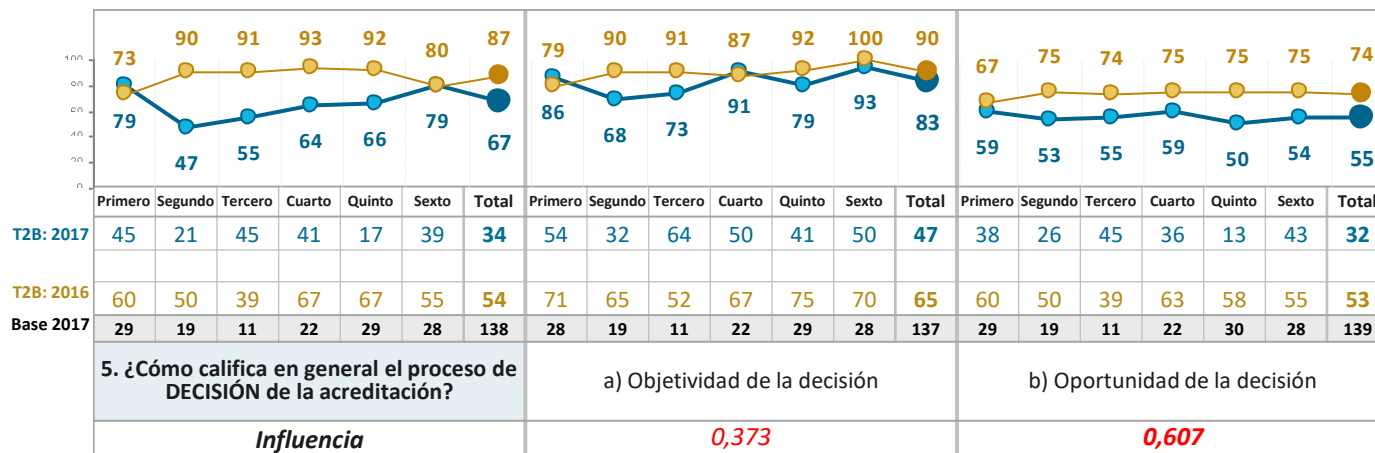 73 90 91 93 92 80 87 79 90 91 87 92 100 90 67 75 74 75 75 75 74
100
80
60
40
20
0
79 47 55 64 66 79 67 86 68 73 91 79 93 83 59 53 55 59 50 54 55
Primero Segundo Tercero Cuarto Quinto Sexto Total Primero Segundo Tercero Cuarto Quinto Sexto Total Primero Segundo Tercero Cuarto Quinto Sexto Total
T2B: 2017 45 21 45 41 17 39 34 54 32 64 50 41 50 47 38 26 45 36 13 43 32
T2B: 2016 60 50 39 67 67 55 54 71 65 52 67 75 70 65 60 50 39 63 58 55 53
Base 2017 29 19 11 22 29 28 138 28 19 11 22 29 28 137 29 19 11 22 30 28 139
5. ¿Cómo califica en general el proceso de
DECISIÓN de la acreditación?
a) Objetividad de la decisión
b) Oportunidad de la decisión
Influencia 0,373 0,607